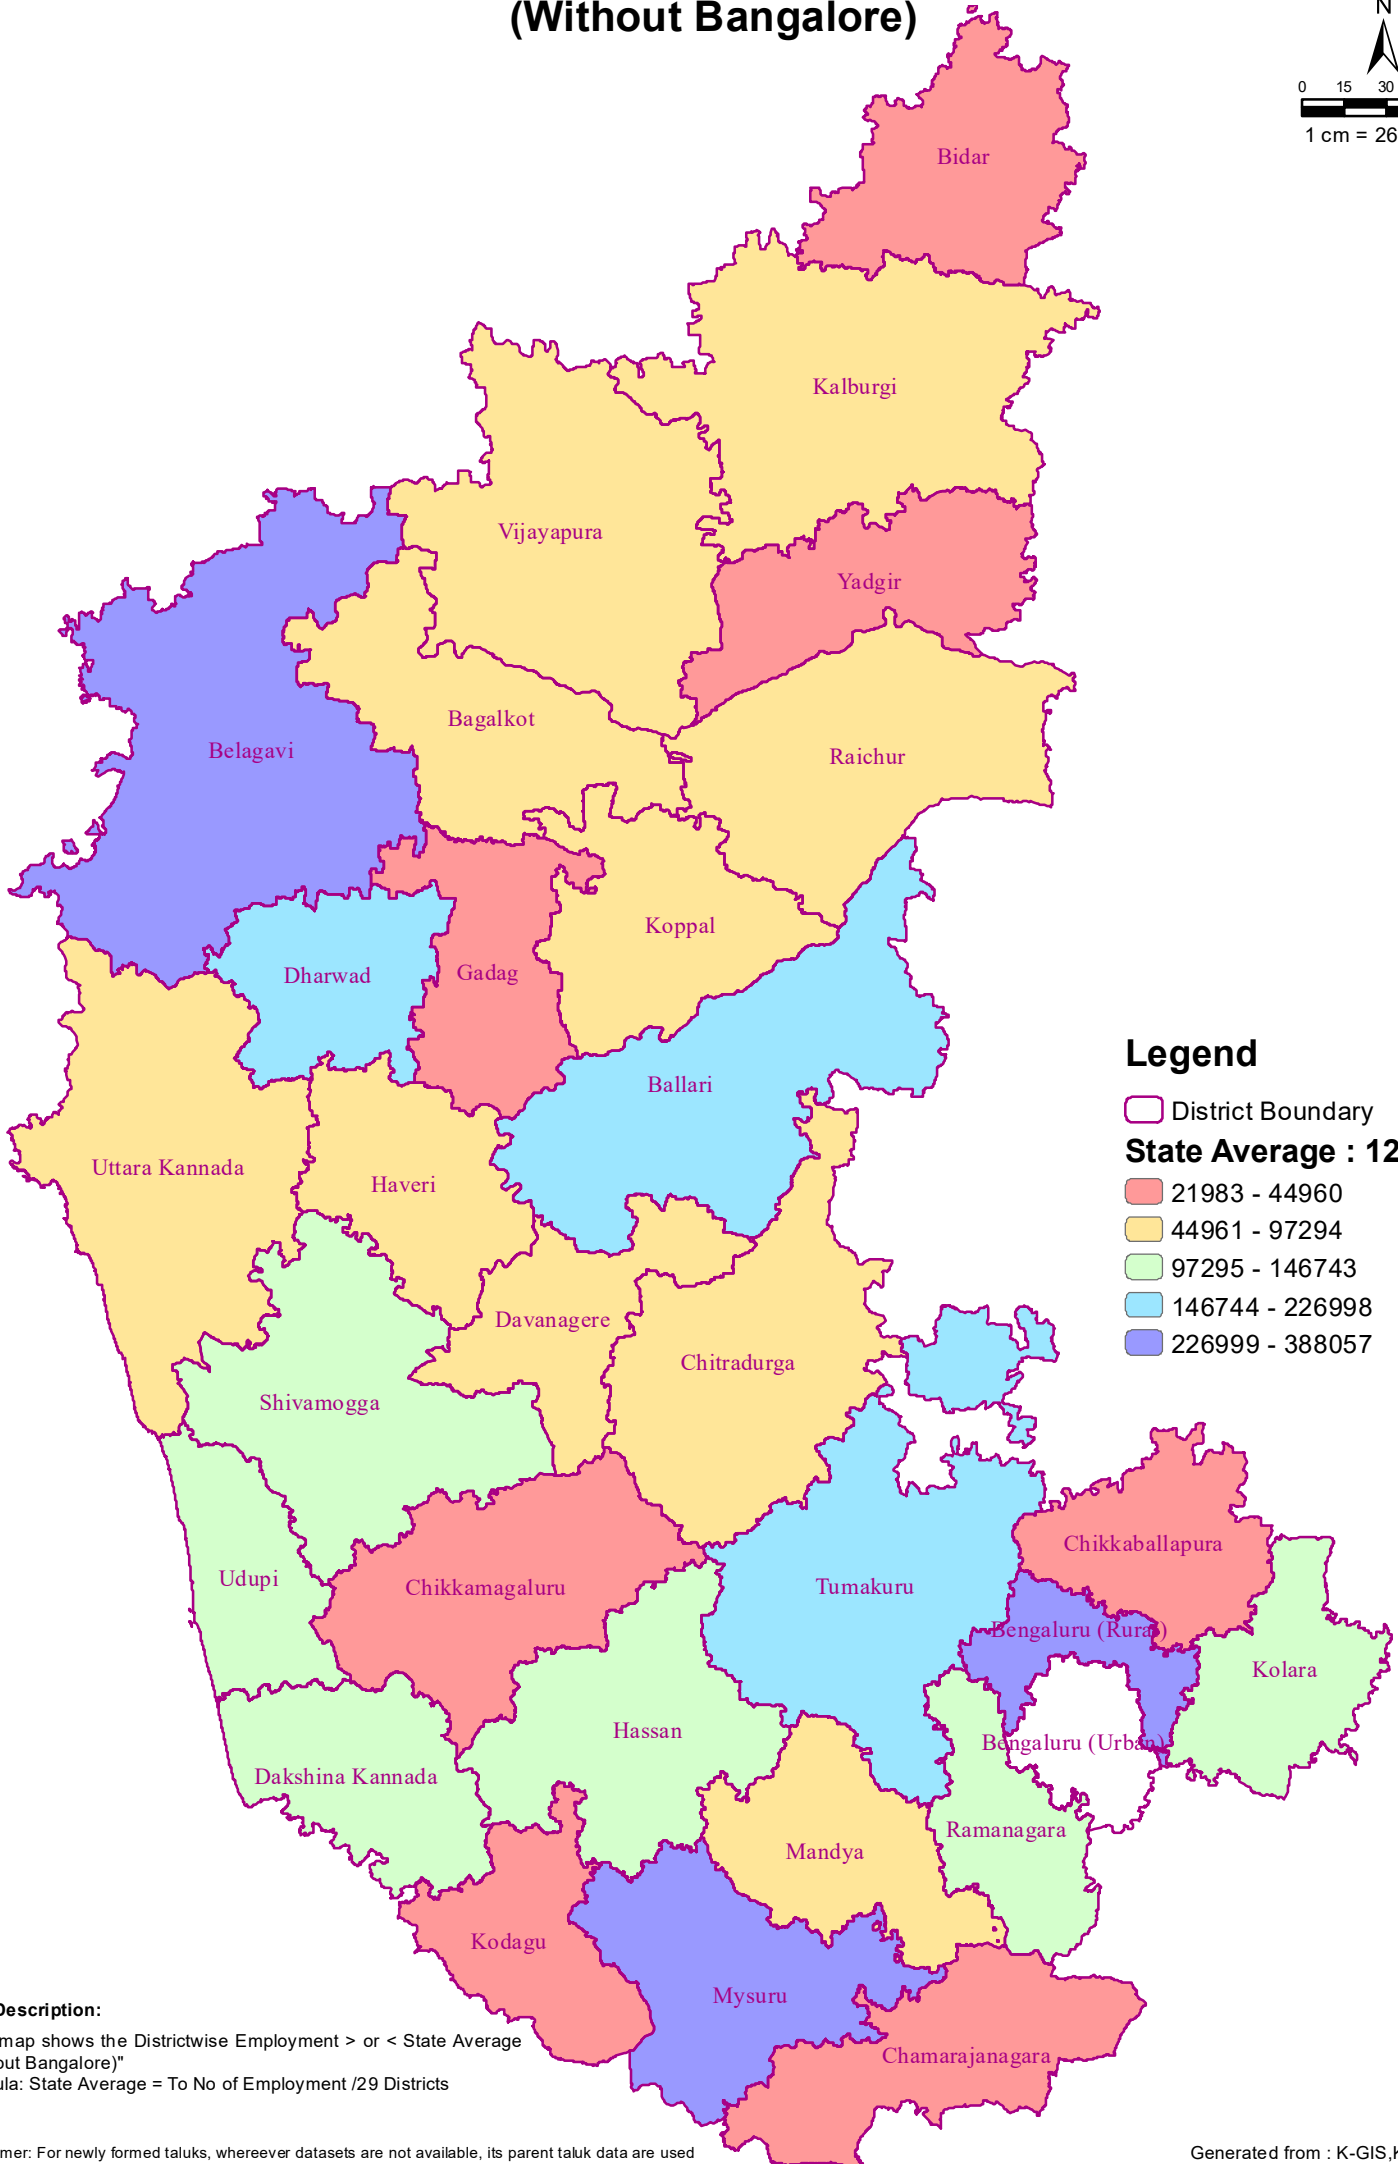 (Without Bangalore)
N
0 15 30
1 cm = 26
Bidar
Kalburgi
Vijayapura
Yadgir
Bagalkot
Belagavi
Raichur
Koppal
Dharwad
Gadag
Ballari
Uttara Kannada
Haveri
Davanagere
Chitradurga
Shivamogga
Legend
District Boundary
State Average : 12
21983 - 44960
44961 - 97294
97295 - 146743
146744 - 226998
226999 - 388057
Chikkaballapura
Udupi
Chikkamagaluru
Tumakuru
Bengaluru (Rural)
Kolara
Hassan
Bengaluru (Urban)
Dakshina Kannada
Ramanagara
Mandya
Kodagu
Mysuru
Chamarajanagara
Description:
map shows the Districtwise Employment > or < State Average
out Bangalore)"
ula: State Average = To No of Employment /29 Districts
mer: For newly formed taluks, whereever datasets are not available, its parent taluk data are used
Generated from : K-GIS,